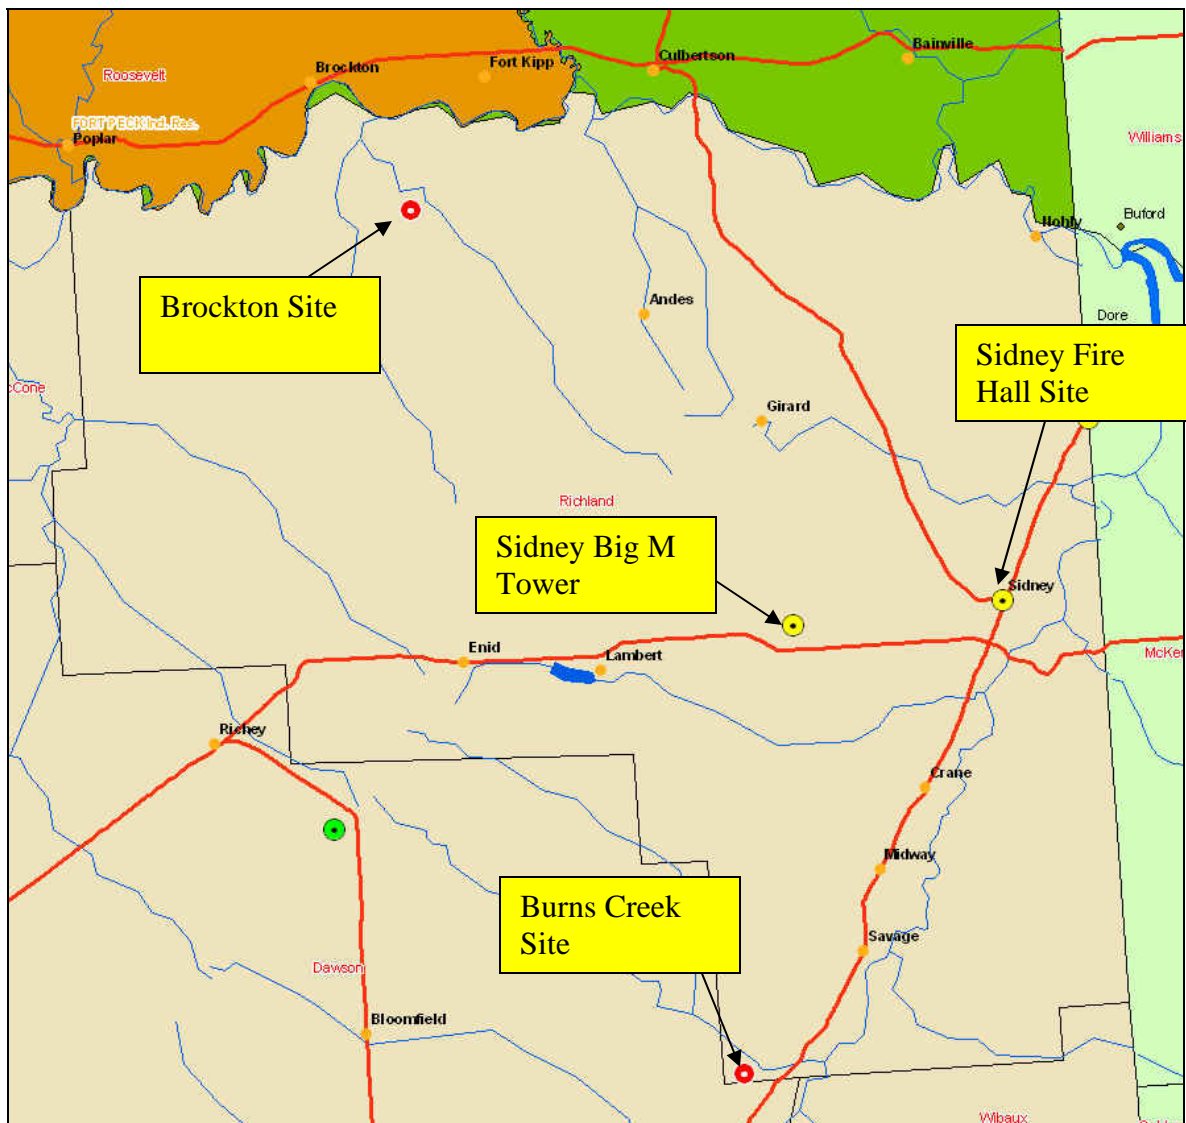 Bainville
Culbertson
Fort Kipp
Brockton
Roosevelt
FORT PECK Ind. Res.
Poplar
Williams
Buford
Nohly
Brockton Site
Andes
Dore
Sidney Fire
Hall Site
cCone
Girard
Richland
Sidney Big M
Tower
Sidney
Enid
Lambert
McKen
Richey
Crane
Midway
Burns Creek
Site
Savage
Dawson
Bloomfield
Wibaux